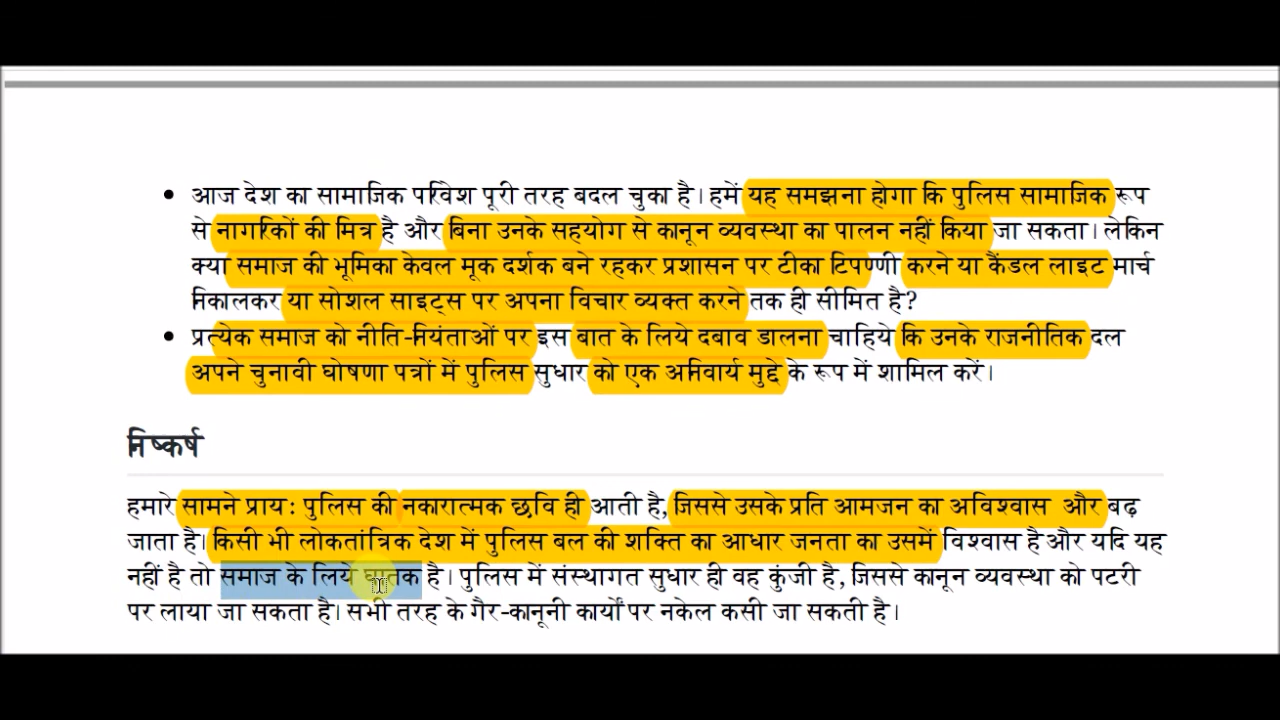 • आज देश का सामाजिक परिवेश पूरी तरह बदल चुका है। हमें यह समझना होगा कि पुलिस सामाजिक रूप
से नागरिकों की मित्र है और बिना उनके सहयोग से कानून व्यवस्था का पालन नहीं किया जा सकता। लेकिन
क्या समाज की भूमिका केवल मूक दर्शक बने रहकर प्रशासन पर टीका टिपण्णी करने या कैंडल लाइट मार्च
निकालकर या सोशल साइट्स पर अपना विचार व्यक्त करने तक ही सीमित है?
• प्रत्येक समाज को नीति-नियंताओं पर इस बात के लिये दबाव डालना चाहिये कि उनके राजनीतिक दल
अपने चुनावी घोषणा पत्रों में पुलिस सुधार को एक अनिवार्य मुद्दे के रूप में शामिल करें।
निष्कर्ष
हमारे सामने प्राय: पुलिस की नकारात्मक छवि ही आती है, जिससे उसके प्रति आमजन का अविश्वास और बढ़
जाता है। किसी भी लोकतांत्रिक देश में पुलिस बल की शक्ति का आधार जनता का उसमें विश्वास है और यदि यह
नहीं है तो समाज के लिये घातक है। पुलिस में संस्थागत सुधार ही वह कुंजी है, जिससे कानून व्यवस्था को पटरी
पर लाया जा सकता है। सभी तरह के गैर-कानूनी कार्यों पर नकेल कसी जा सकती है।